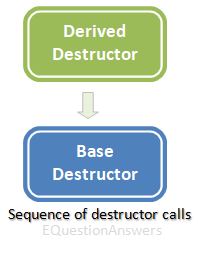 Derived
Destructor
Base
Destructor
Sequence of destructor calls
EQuestionAnswers